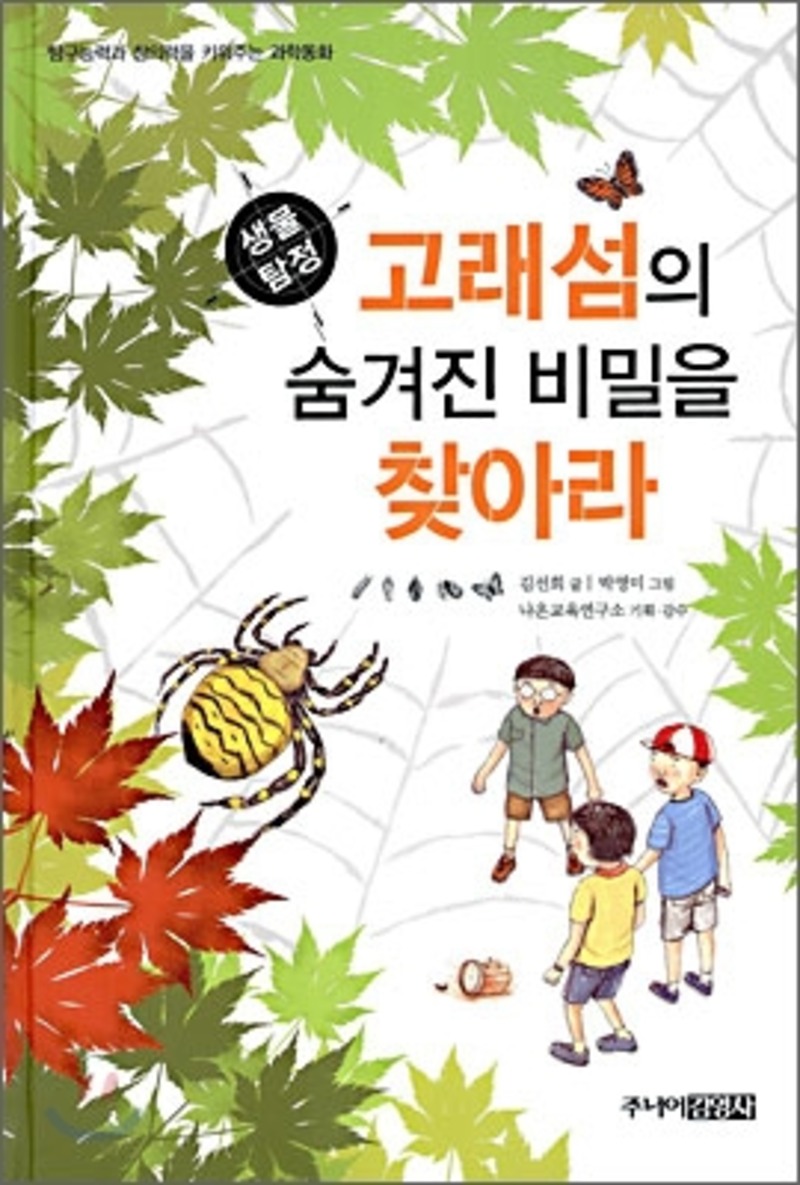 탐구능력과 창의력을 키워주는 과학동화
생물
탐정
고래섬의
숨겨진 비밀을
찾아라
김선희 글 | 박영미 그림
나온교육연구소 기획·감수
주니어김영사